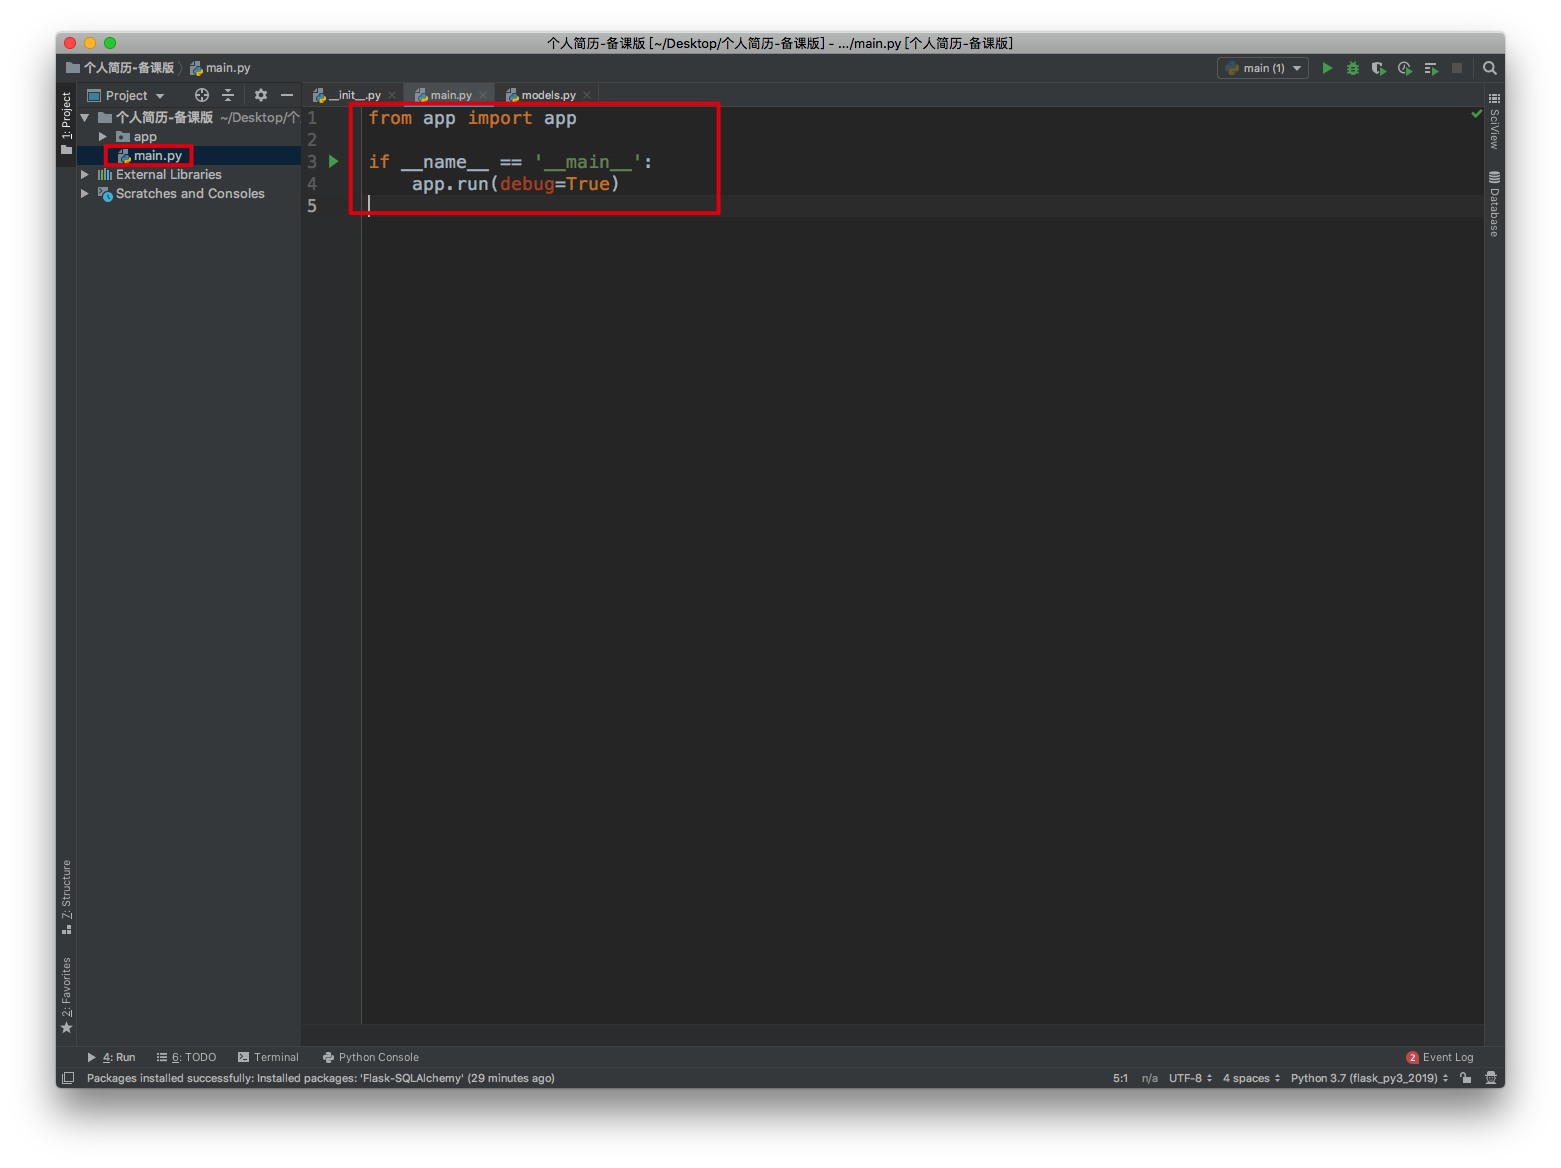 个人简历-备课版 [~/Desktop/个人简历-备课版] - .../main.py [个人简历-备课版]
个人简历-备课版 main.py
main (1)
1: Project
Project
__init__.py
main.py
models.py
个人简历-备课版 ~/Desktop/个
app
main.py
External Libraries
Scratches and Consoles
1 from app import app
2
3 if __name__ == '__main__':
4 app.run(debug=True)
5
SciView
Database
7: Structure
2: Favorites
4: Run
6: TODO
Terminal
Python Console
2 Event Log
Packages installed successfully: Installed packages: 'Flask-SQLAlchemy' (29 minutes ago)
5:1 n/a UTF-8 4 spaces Python 3.7 (flask_py3_2019)